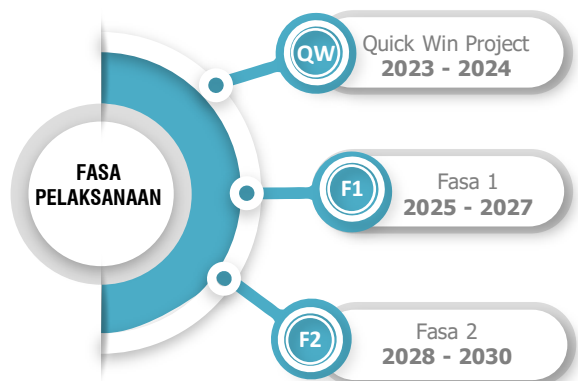 FASA
PELAKSANAAN
QW
Quick Win Project
2023 - 2024
F1
Fasa 1
2025 - 2027
F2
Fasa 2
2028 - 2030